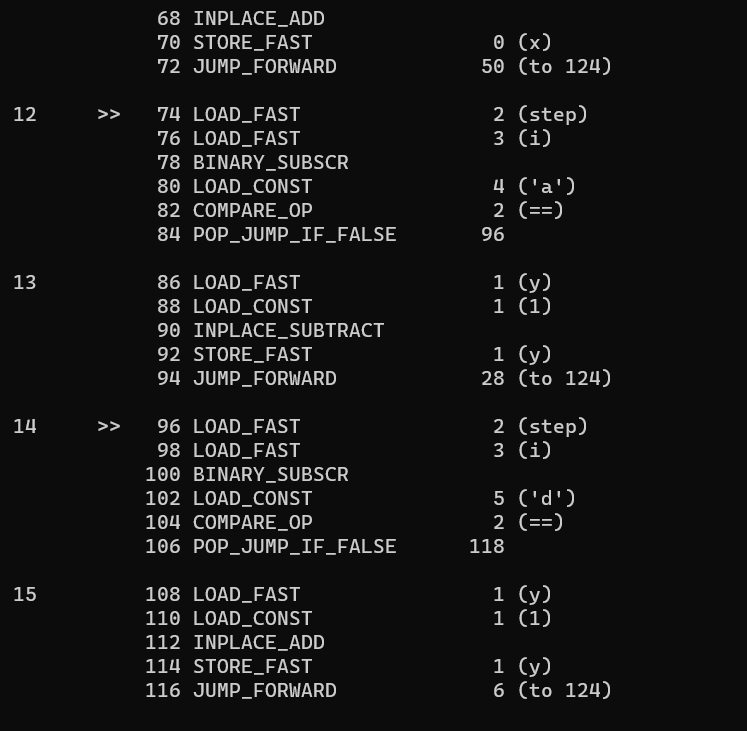 68 INPLACE_ADD
70 STORE_FAST 0 (x)
72 JUMP_FORWARD 50 (to 124)
12 >> 74 LOAD_FAST 2 (step)
76 LOAD_FAST 3 (i)
78 BINARY_SUBSCR
80 LOAD_CONST 4 ('a')
82 COMPARE_OP 2 (==)
84 POP_JUMP_IF_FALSE 96
13 86 LOAD_FAST 1 (y)
88 LOAD_CONST 1 (1)
90 INPLACE_SUBTRACT
92 STORE_FAST 1 (y)
94 JUMP_FORWARD 28 (to 124)
14 >> 96 LOAD_FAST 2 (step)
98 LOAD_FAST 3 (i)
100 BINARY_SUBSCR
102 LOAD_CONST 5 ('d')
104 COMPARE_OP 2 (==)
106 POP_JUMP_IF_FALSE 118
15 108 LOAD_FAST 1 (y)
110 LOAD_CONST 1 (1)
112 INPLACE_ADD
114 STORE_FAST 1 (y)
116 JUMP_FORWARD 6 (to 124)